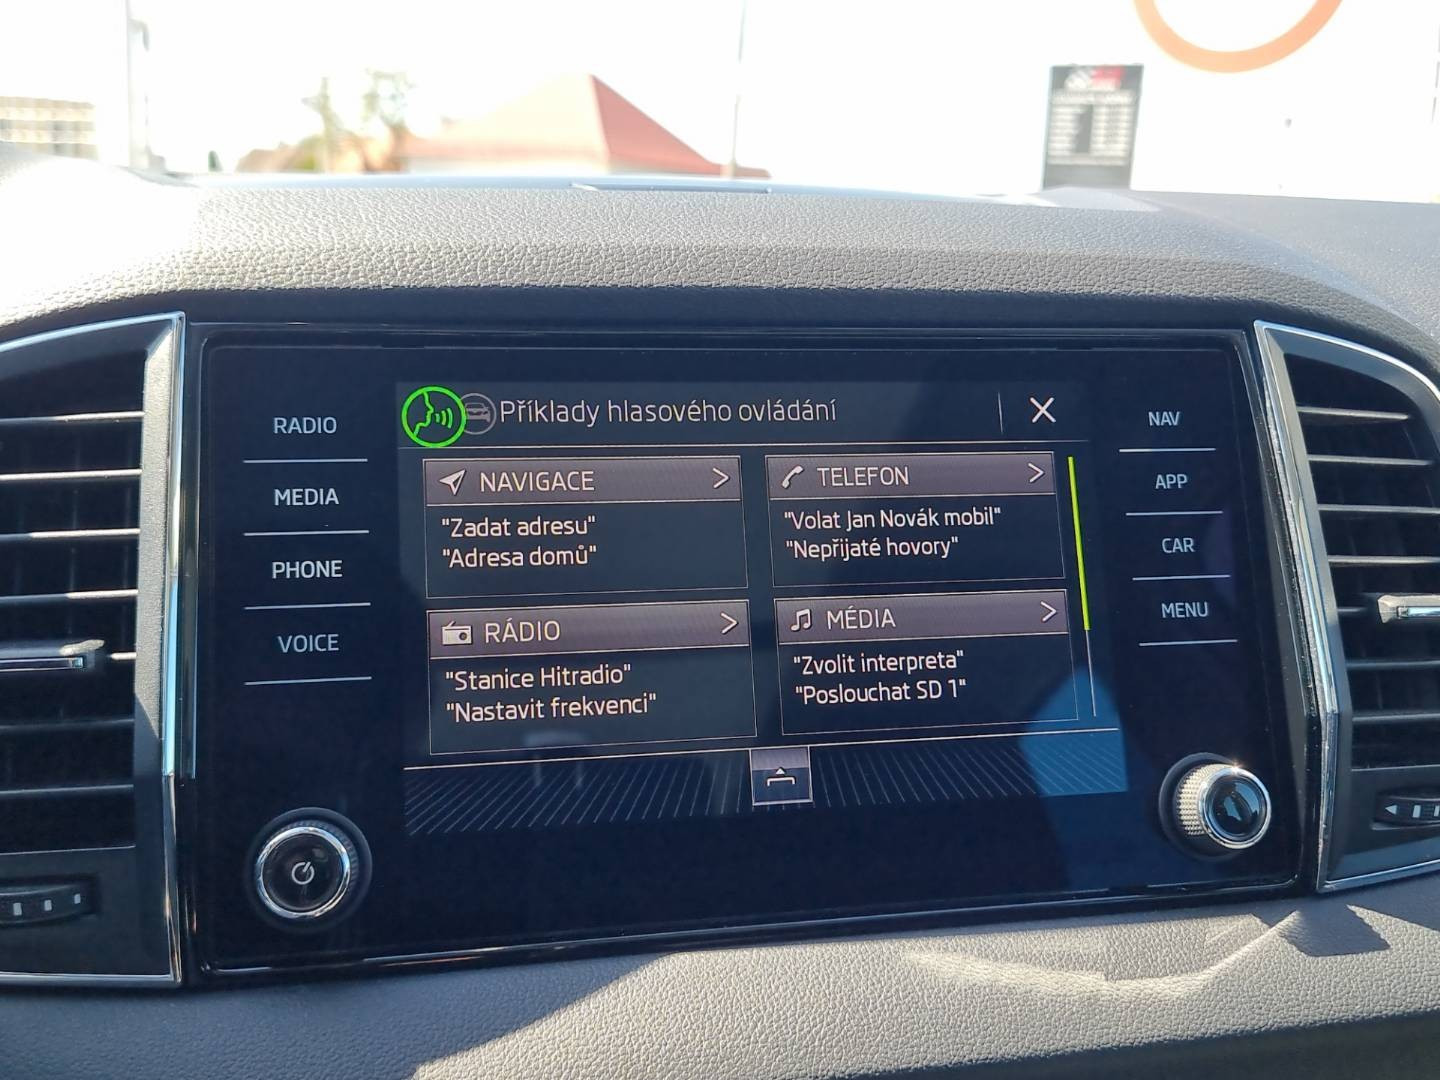 RADIO
MEDIA
PHONE
VOICE
Příklady hlasového ovládání
NAVIGACE
"Zadat adresu"
"Adresa domů"
TELEFON
"Volat Jan Novák mobil"
"Nepřijaté hovory"
RÁDIO
"Stanice Hitradio"
"Nastavit frekvenci"
MÉDIA
"Zvolit interpreta"
"Poslouchat SD 1"
NAV
APP
CAR
MENU